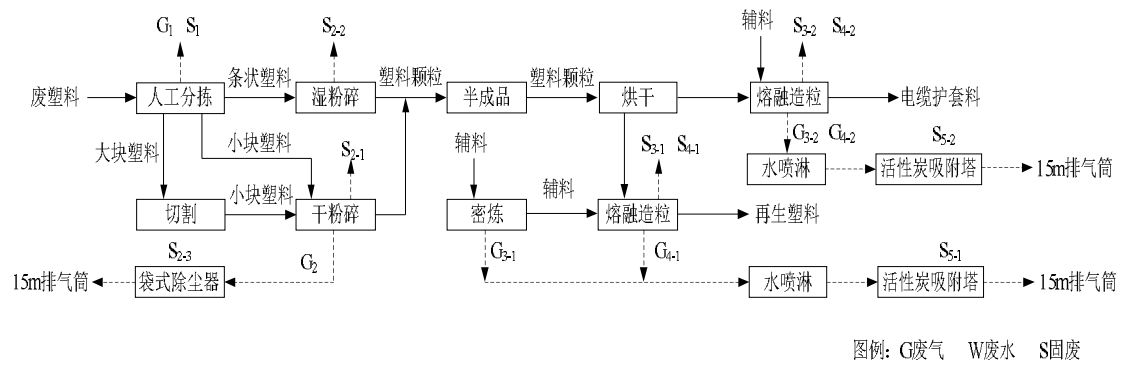 G1 S1
S2-2
辅料
S3-2 S4-2
废塑料
人工分拣
条状塑料
湿粉碎
塑料颗粒
半成品
塑料颗粒
烘干
熔融造粒
电缆护套料
大块塑料
小块塑料
S2-1
辅料
S3-1 S4-1
G3-2 G4-2
S5-2
水喷淋
活性炭吸附塔
15m排气筒
切割
小块塑料
干粉碎
密炼
辅料
熔融造粒
再生塑料
S2-3
G2
G3-1
G4-1
S5-1
15m排气筒
袋式除尘器
水喷淋
活性炭吸附塔
15m排气筒
图例：G废气 W废水 S固废